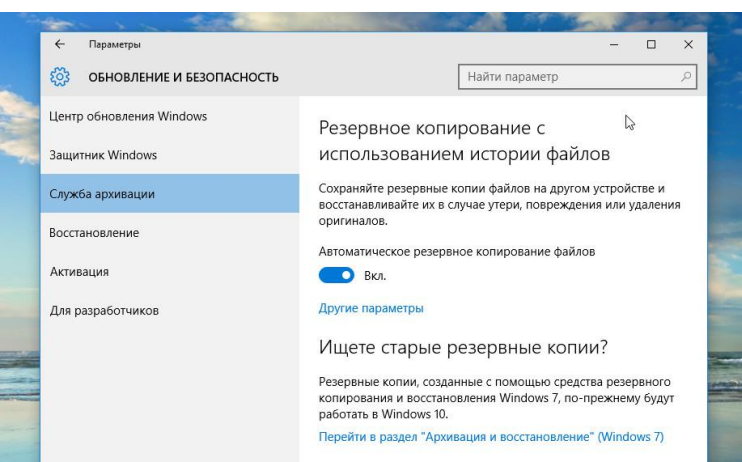 Параметры
ОБНОВЛЕНИЕ И БЕЗОПАСНОСТЬ
Найти параметр
Центр обновления Windows
Защитник Windows
Служба архивации
Восстановление
Активация
Для разработчиков
Резервное копирование с
использованием истории файлов
Сохраняйте резервные копии файлов на другом устройстве и
восстанавливайте их в случае утери, повреждения или удаления
оригиналов.
Автоматическое резервное копирование файлов
Вкл.
Другие параметры
Ищете старые резервные копии?
Резервные копии, созданные с помощью средства резервного
копирования и восстановления Windows 7, по-прежнему будут
работать в Windows 10.
Перейти в раздел "Архивация и восстановление" (Windows 7)